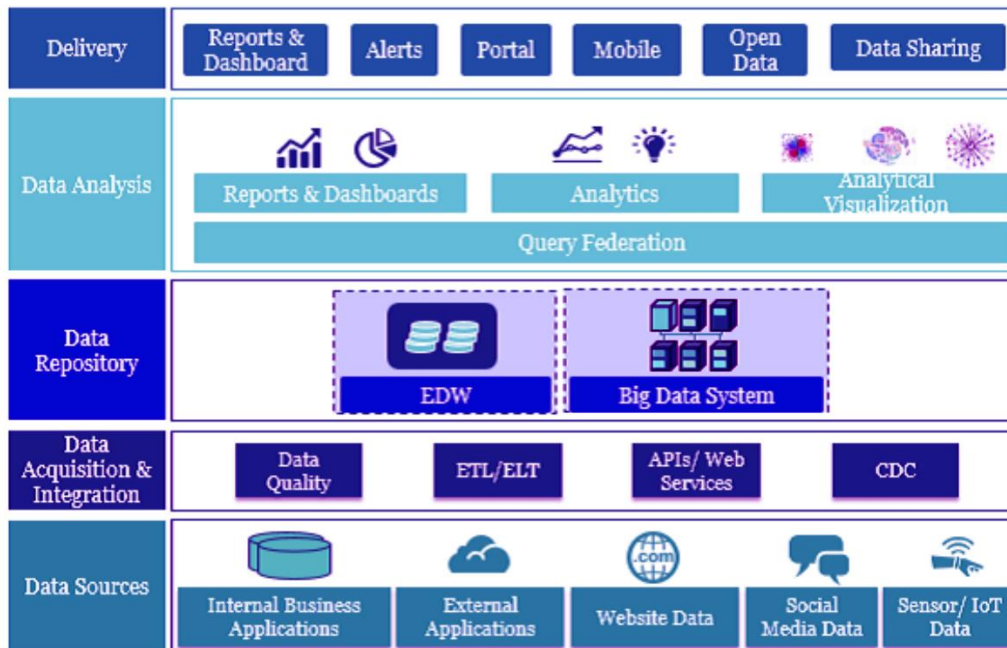 Delivery
Reports &
Dashboard
Alerts
Portal
Mobile
Open
Data
Data Sharing
Data Analysis
Reports & Dashboards
Analytics
Analytical
Visualization
Query Federation
Data
Repository
EDW
Big Data System
Data
Acquisition &
Integration
Data
Quality
ETL/ELT
APIs/ Web
Services
CDC
Data Sources
.com
Internal Business
Applications
External
Applications
Website Data
Social
Media Data
Sensor/ IoT
Data